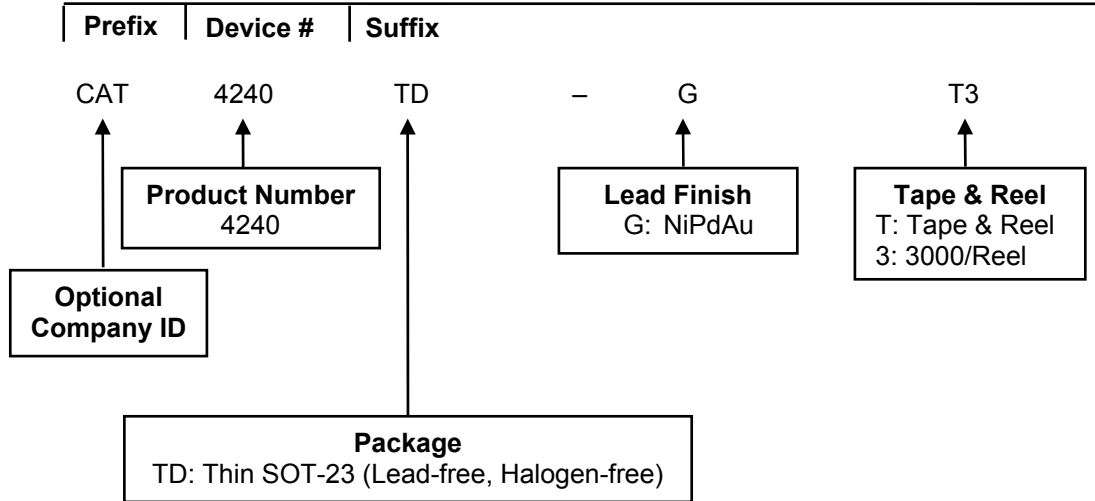 Prefix Device # Suffix
CAT 4240 TD – G T3
Product Number
4240
Lead Finish
G: NiPdAu
Tape & Reel
T: Tape & Reel
3: 3000/Reel
Optional
Company ID
Package
TD: Thin SOT-23 (Lead-free, Halogen-free)